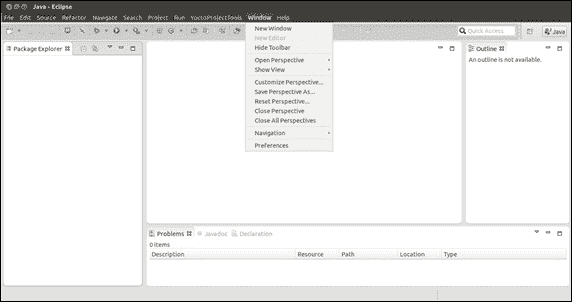 Java - Eclipse
File Edit Source Refactor Navigate Search Project Run YoctoProjectTools Window Help
Quick Access
Java
New Window
New Editor
Hide Toolbar
Open Perspective
Show View
Customize Perspective...
Save Perspective As...
Reset Perspective...
Close Perspective
Close All Perspectives
Navigation
Preferences
Package Explorer
Outline
An outline is not available.
Problems Javadoc Declaration
0 items
Description Resource Path Location Type